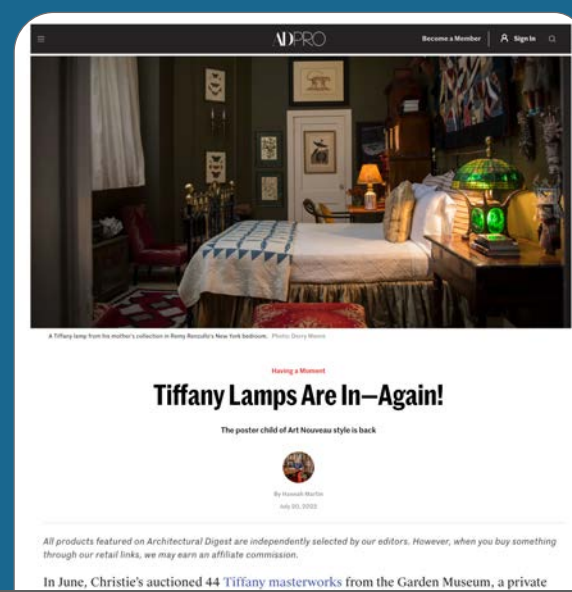 ADPRO
Become a Member
Sign In
A Tiffany lamp from his mother's collection in Remy Renzullo's New York bedroom. Photo: Gerry Moore
Having a Moment
Tiffany Lamps Are In—Again!
The poster child of Art Nouveau style is back
By Hannah Martin
July 20, 2022
All products featured on Architectural Digest are independently selected by our editors. However, when you buy something
through our retail links, we may earn an affiliate commission.
In June, Christie's auctioned 44 Tiffany masterworks from the Garden Museum, a private